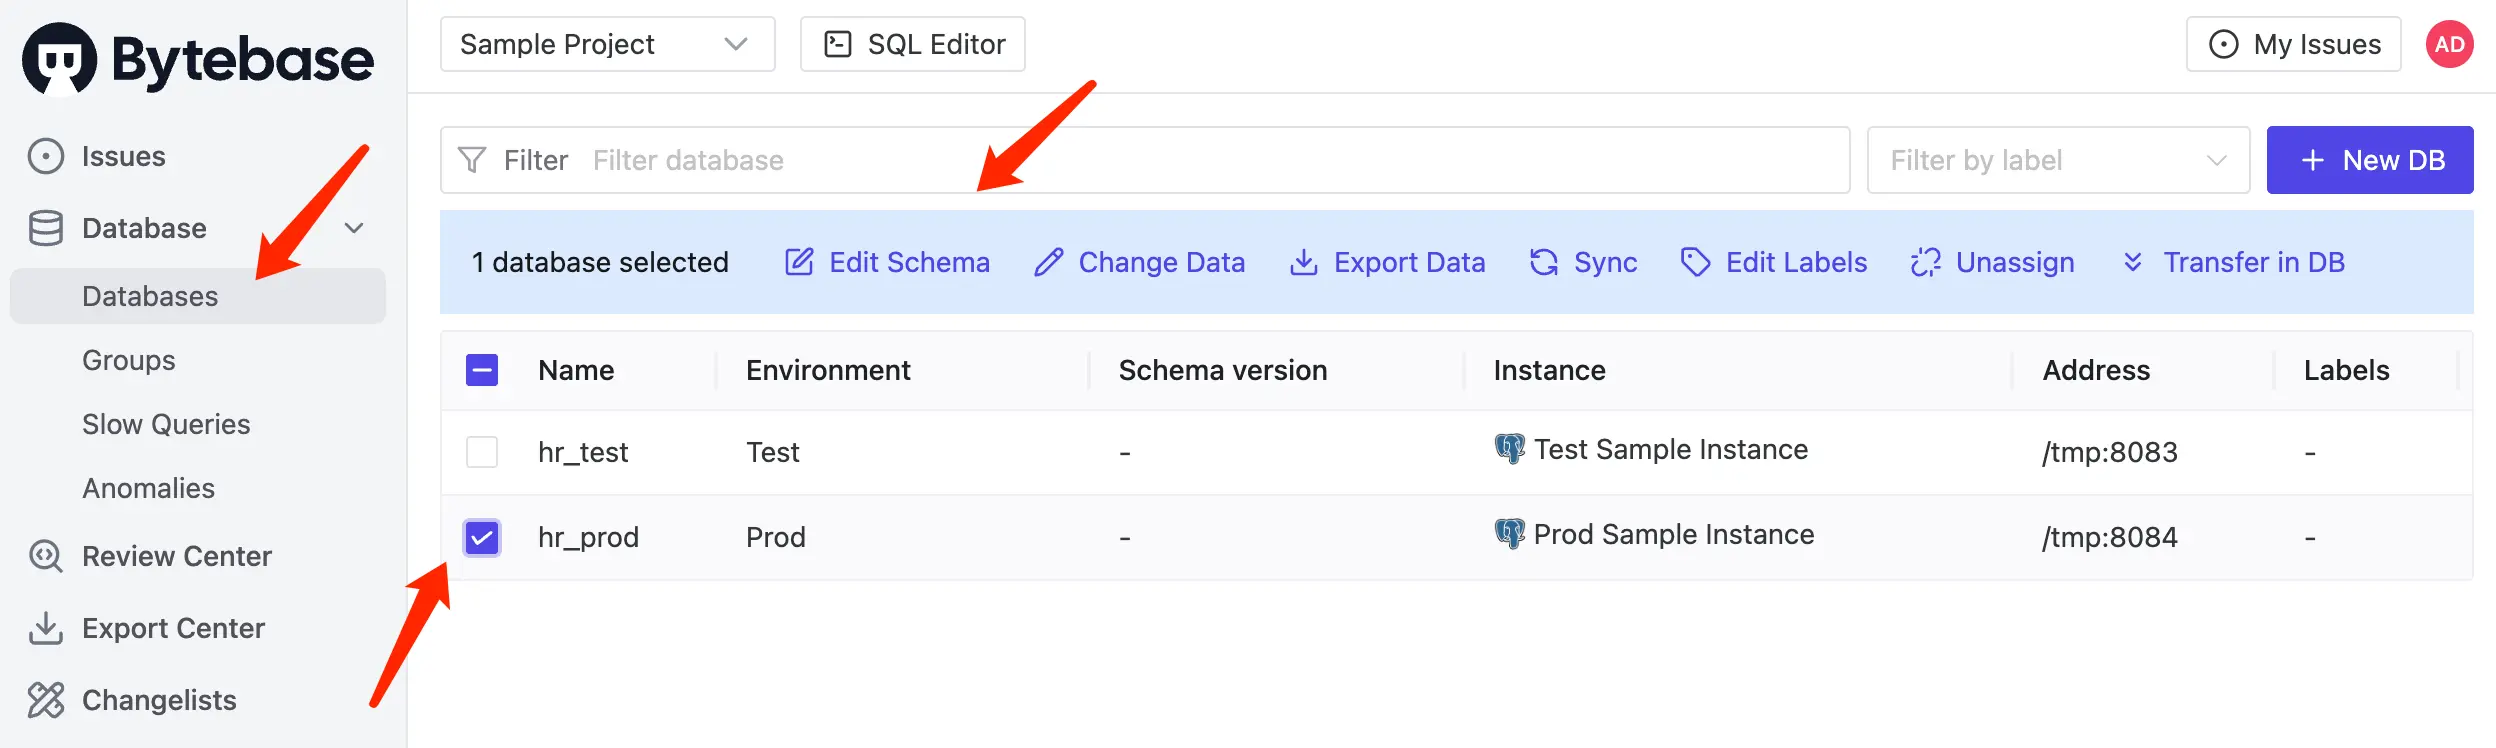 Bytebase
Sample Project
SQL Editor
My Issues
AD
Issues
Database
Databases
Groups
Slow Queries
Anomalies
Review Center
Export Center
Changelists
Filter Filter database
Filter by label
+ New DB
1 database selected Edit Schema Change Data Export Data Sync Edit Labels Unassign Transfer in DB
Name Environment Schema version Instance Address Labels
hr_test Test - Test Sample Instance /tmp:8083 -
hr_prod Prod - Prod Sample Instance /tmp:8084 -